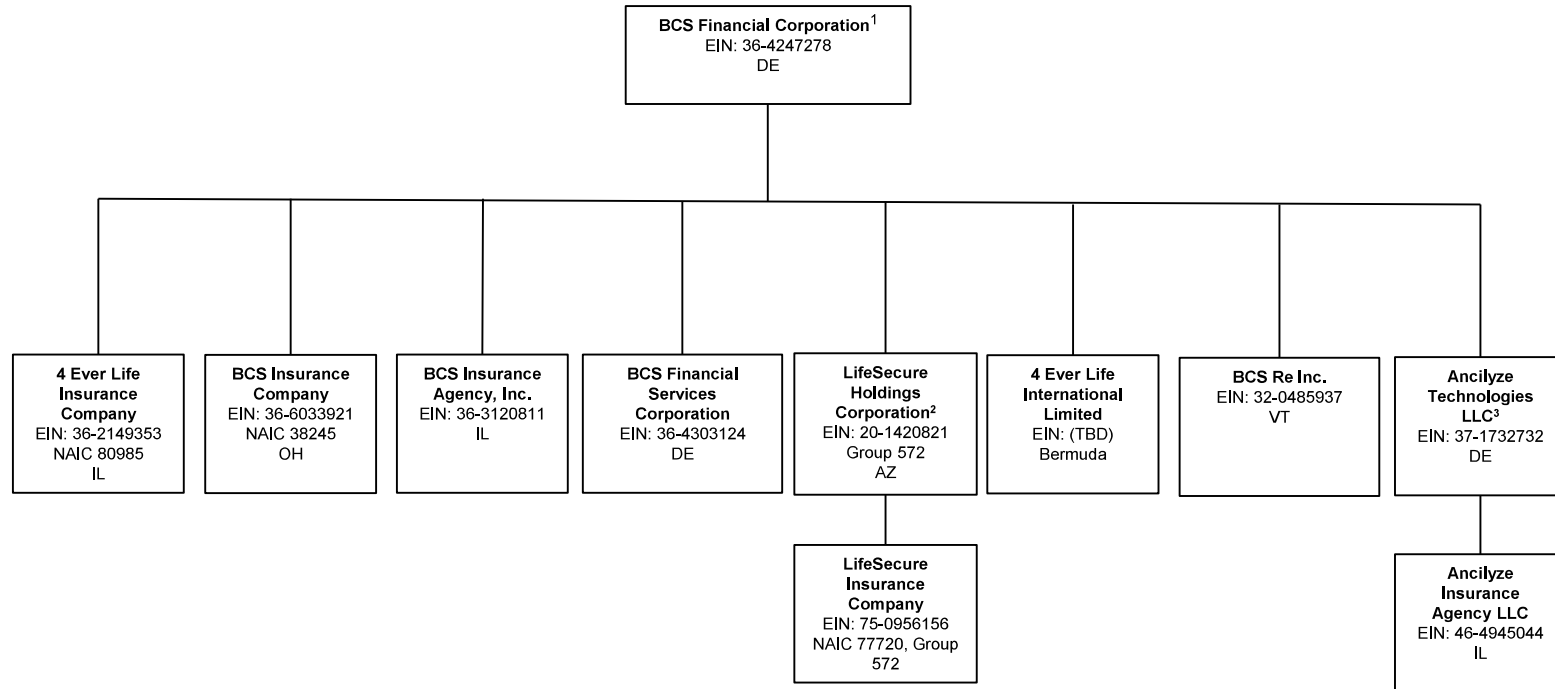 BCS Financial Corporation1
EIN: 36-4247278
DE
4 Ever Life
Insurance
Company
EIN: 36-2149353
NAIC 80985
IL
BCS Insurance
Company
EIN: 36-6033921
NAIC 38245
OH
BCS Insurance
Agency, Inc.
EIN: 36-3120811
IL
BCS Financial
Services
Corporation
EIN: 36-4303124
DE
LifeSecure
Holdings
Corporation2
EIN: 20-1420821
Group 572
AZ
4 Ever Life
International
Limited
EIN: (TBD)
Bermuda
BCS Re Inc.
EIN: 32-0485937
VT
Ancilyze
Technologies
LLC3
EIN: 37-1732732
DE
LifeSecure
Insurance
Company
EIN: 75-0956156
NAIC 77720, Group
572
Ancilyze
Insurance
Agency LLC
EIN: 46-4945044
IL